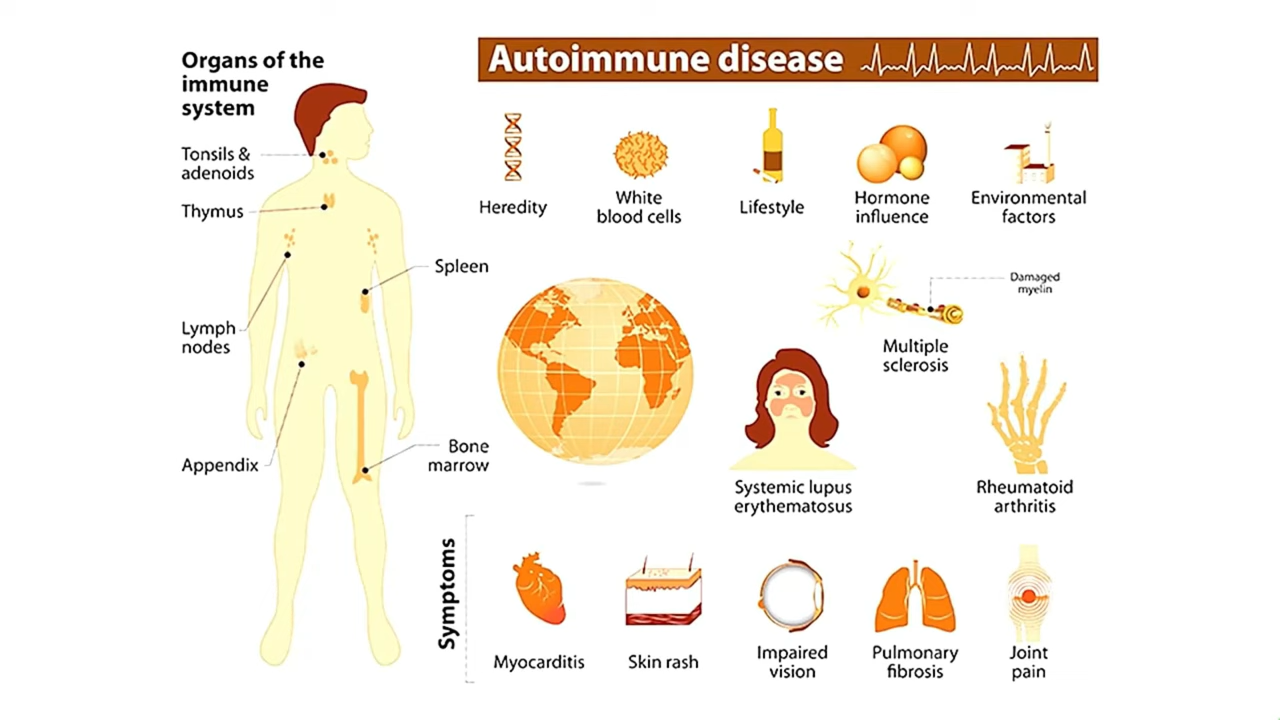 Organs of the
immune
system
Tonsils &
adenoids
Thymus
Lymph
nodes
Appendix
Spleen
Bone
marrow
Autoimmune disease
Heredity
White
blood cells
Lifestyle
Hormone
influence
Environmental
factors
Damaged
myelin
Multiple
sclerosis
Systemic lupus
erythematosus
Rheumatoid
arthritis
Symptoms
Myocarditis
Skin rash
Impaired
vision
Pulmonary
fibrosis
Joint
pain